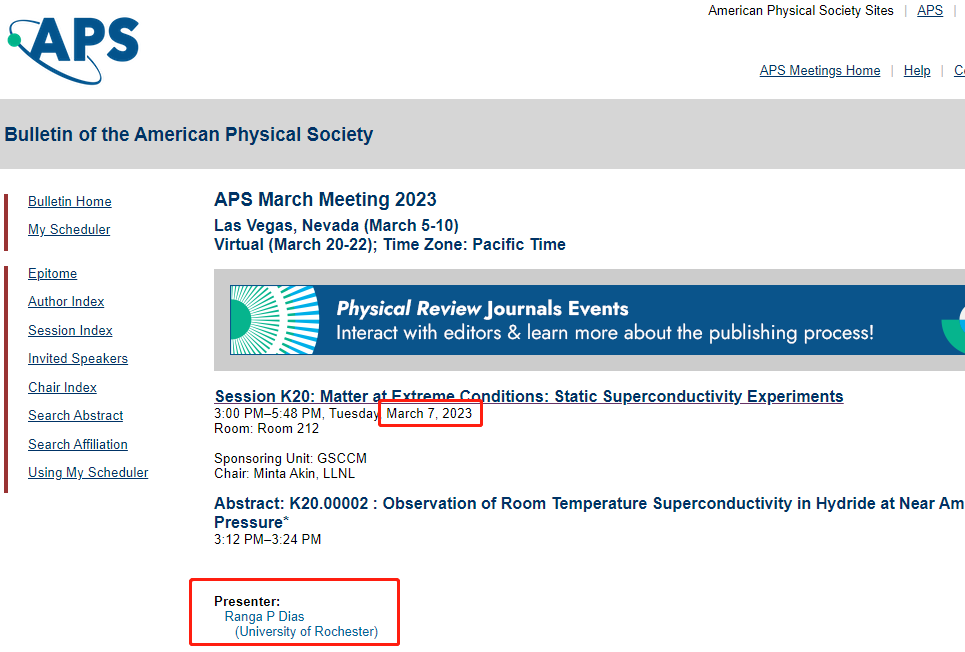 American Physical Society Sites | APS |
APS
APS Meetings Home | Help |
Bulletin of the American Physical Society
Bulletin Home
My Scheduler
Epitome
Author Index
Session Index
Invited Speakers
Chair Index
Search Abstract
Search Affiliation
Using My Scheduler
APS March Meeting 2023
Las Vegas, Nevada (March 5-10)
Virtual (March 20-22); Time Zone: Pacific Time
Physical Review Journals Events
Interact with editors & learn more about the publishing process!
Session K20: Matter at Extreme Conditions: Static Superconductivity Experiments
3:00 PM–5:48 PM, Tuesday, March 7, 2023
Room: Room 212
Sponsoring Unit: GSCCM
Chair: Minta Akin, LLNL
Abstract: K20.00002 : Observation of Room Temperature Superconductivity in Hydride at Near Am
Pressure*
3:12 PM–3:24 PM
Presenter:
Ranga P Dias
(University of Rochester)